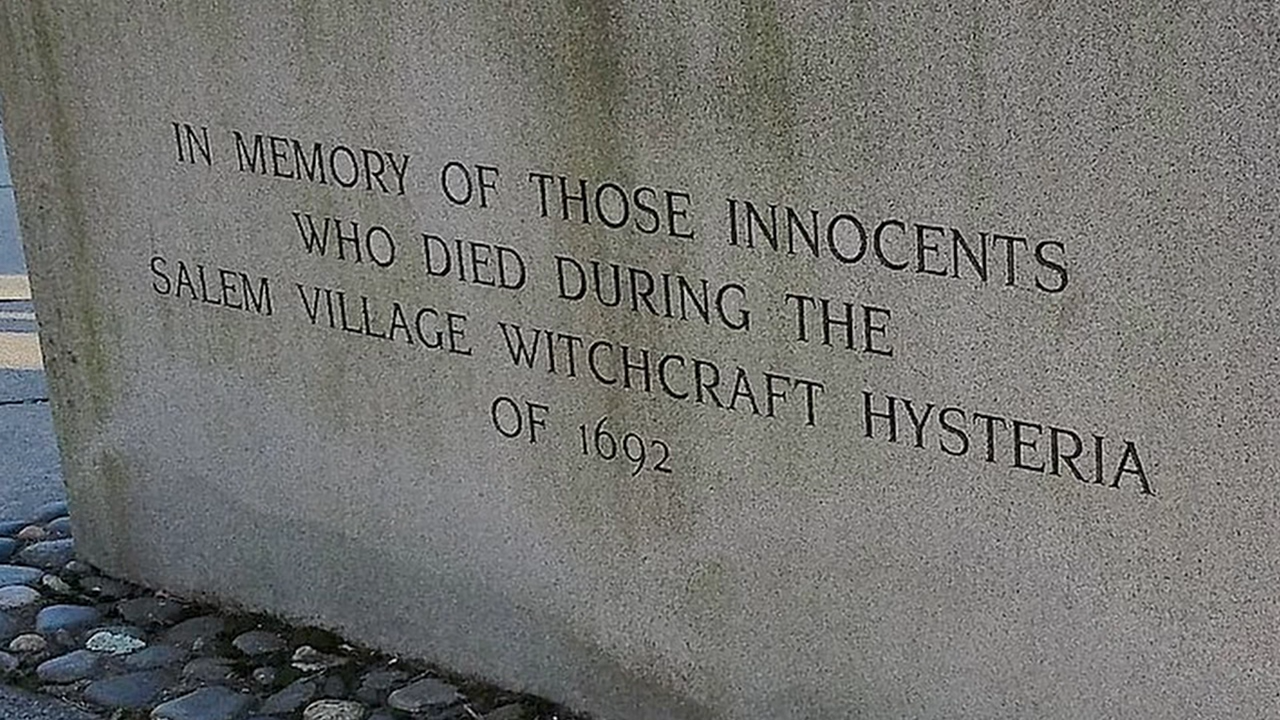 IN MEMORY OF THOSE INNOCENTS
WHO DIED DURING THE
SALEM VILLAGE WITCHCRAFT HYSTERIA
OF 1692